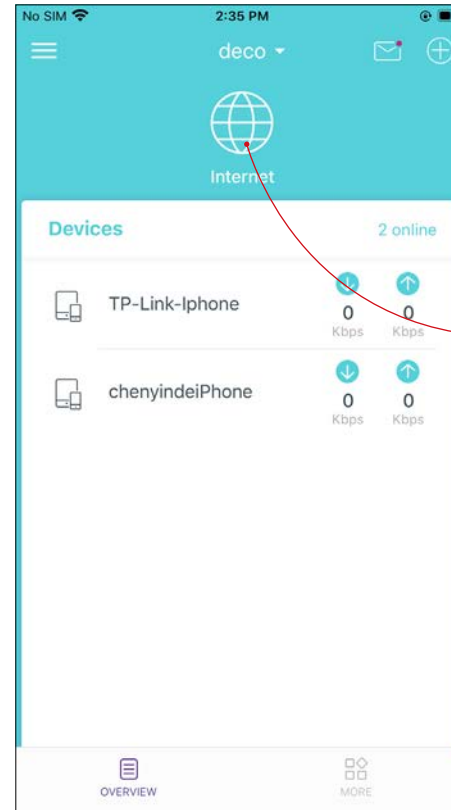 No SIM 2:35 PM
deco
Internet
Devices 2 online
TP-Link-Iphone 0 0
Kbps Kbps
chenyindeiPhone 0 0
Kbps Kbps
OVERVIEW MORE